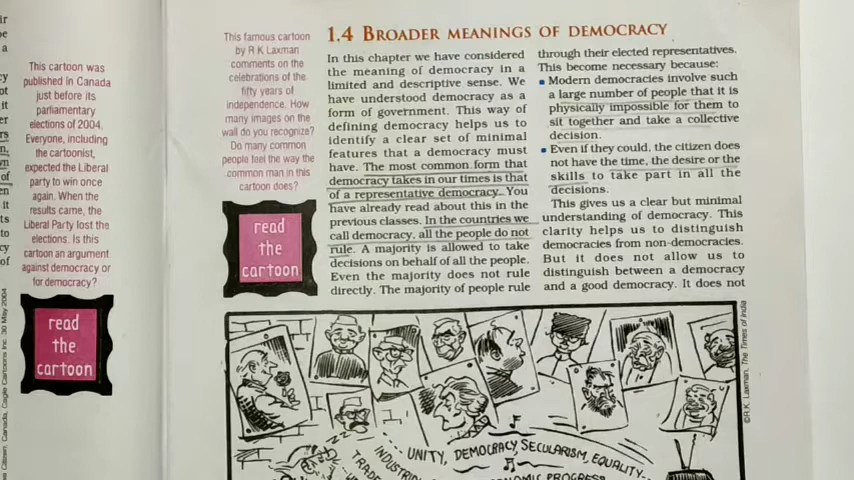 This cartoon was
published in Canada
just before its
parliamentary
elections of 2004.
Everyone, including
the cartoonist,
expected the Liberal
party to win once
again. When the
results came, the
Liberal Party lost the
elections. Is this
cartoon an argument
against democracy or
for democracy?
read
the
cartoon
Canada, Cagle Cartoons Inc. 30 May 2004
This famous cartoon
by R K Laxman
comments on the
celebrations of the
fifty years of
independence. How
many images on the
wall do you recognize?
Do many common
people feel the way the
common man in this
cartoon does?
read
the
cartoon
1.4 BROADER MEANINGS OF DEMOCRACY
In this chapter we have considered
the meaning of democracy in a
limited and descriptive sense. We
have understood democracy as a
form of government. This way of
defining democracy helps us to
identify a clear set of minimal
features that a democracy must
have. The most common form that
democracy takes in our times is that
of a representative democracy. You
have already read about this in the
previous classes. In the countries we
call democracy, all the people do not
rule. A majority is allowed to take
decisions on behalf of all the people.
Even the majority does not rule
directly. The majority of people rule
through their elected representatives.
This become necessary because:
Modern democracies involve such
a large number of people that it is
physically impossible for them to
sit together and take a collective
decision.
Even if they could, the citizen does
not have the time, the desire or the
skills to take part in all the
decisions.
This gives us a clear but minimal
understanding of democracy. This
clarity helps us to distinguish
democracies from non-democracies.
But it does not allow us to
distinguish between a democracy
and a good democracy. It does not
UNITY, DEMOCRACY, SECULARISM, EQUALITY
©R.K. Laxman, The Times of India